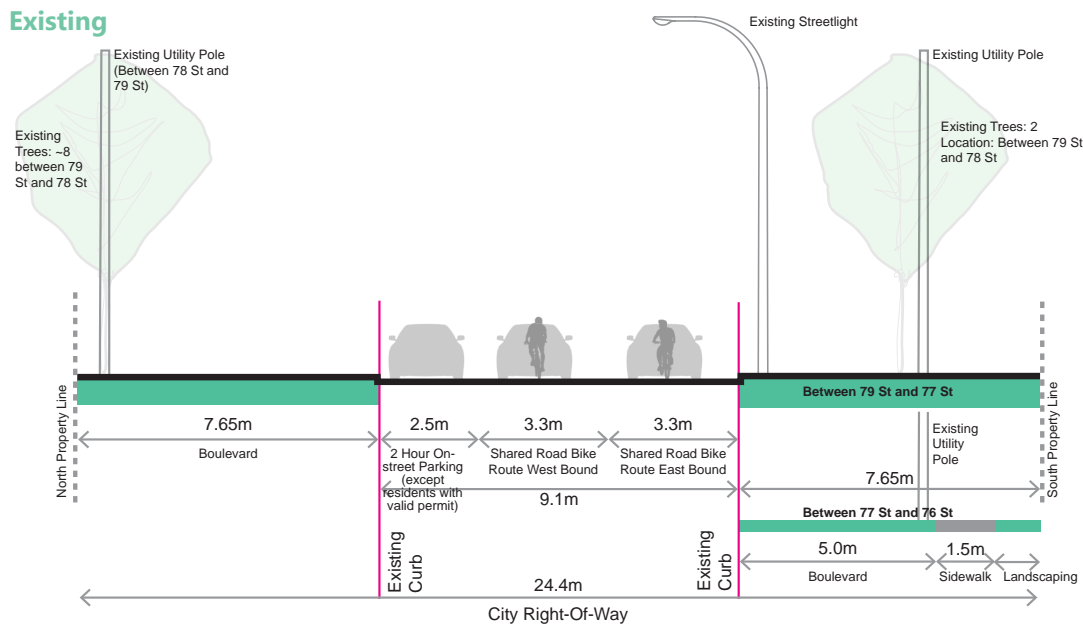 Existing
Existing Utility Pole
(Between 78 St and
79 St)
Existing
Trees: ~8
between 79
St and 78 St
Existing Streetlight
Existing Utility Pole
Existing Trees: 2
Location: Between 79 St
and 78 St
North Property Line
South Property Line
7.65m
Boulevard
2.5m
2 Hour On-
street Parking
(except
residents with
valid permit)
3.3m
Shared Road Bike
Route West Bound
3.3m
Shared Road Bike
Route East Bound
9.1m
Between 79 St and 77 St
Existing
Utility
Pole
7.65m
Between 77 St and 76 St
5.0m
Boulevard
1.5m
Sidewalk
Landscaping
Existing
Curb
Existing
Curb
24.4m
City Right-Of-Way